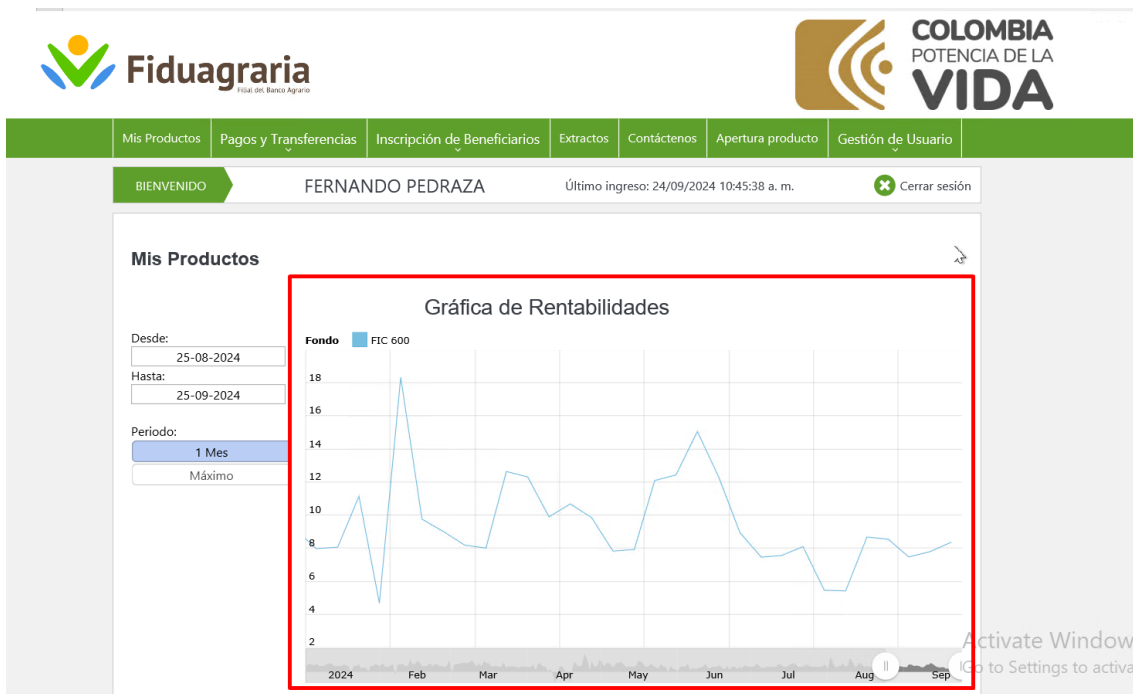 Fiduagraria
Filial del Banco Agrario
COLOMBIA
POTENCIA DE LA
VIDA
Mis Productos Pagos y Transferencias Inscripción de Beneficiarios Extractos Contáctenos Apertura producto Gestión de Usuario
BIENVENIDO FERNANDO PEDRAZA Último ingreso: 24/09/2024 10:45:38 a. m. Cerrar sesión
Mis Productos
Desde:
25-08-2024
Hasta:
25-09-2024
Periodo:
1 Mes
Máximo
Gráfica de Rentabilidades
Fondo FIC 600
18
16
14
12
10
8
6
4
2
2024 Feb Mar Apr May Jun Jul Aug Sep
Activate Window
Go to Settings to activa